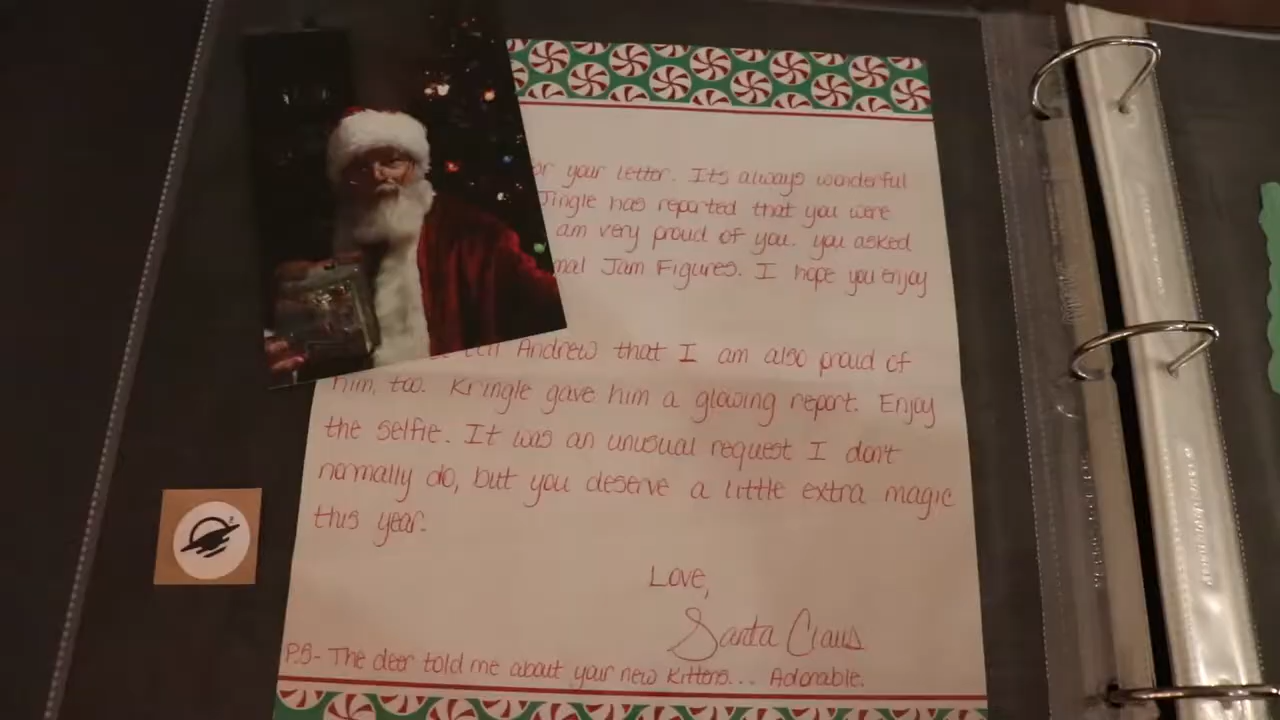 or your letter. Its always wonderful
Jingle has reported that you were
am very proud of you. you asked
Jam Figures. I hope you enjoy
Andrew that I am also proud of
him, too. Kringle gave him a glowing report. Enjoy
the selfie. It was an unusual request I don't
normally do, but you deserve a little extra magic
this year.
Love,
Santa Claus
P.S- The deer told me about your new kittens... Adorable.